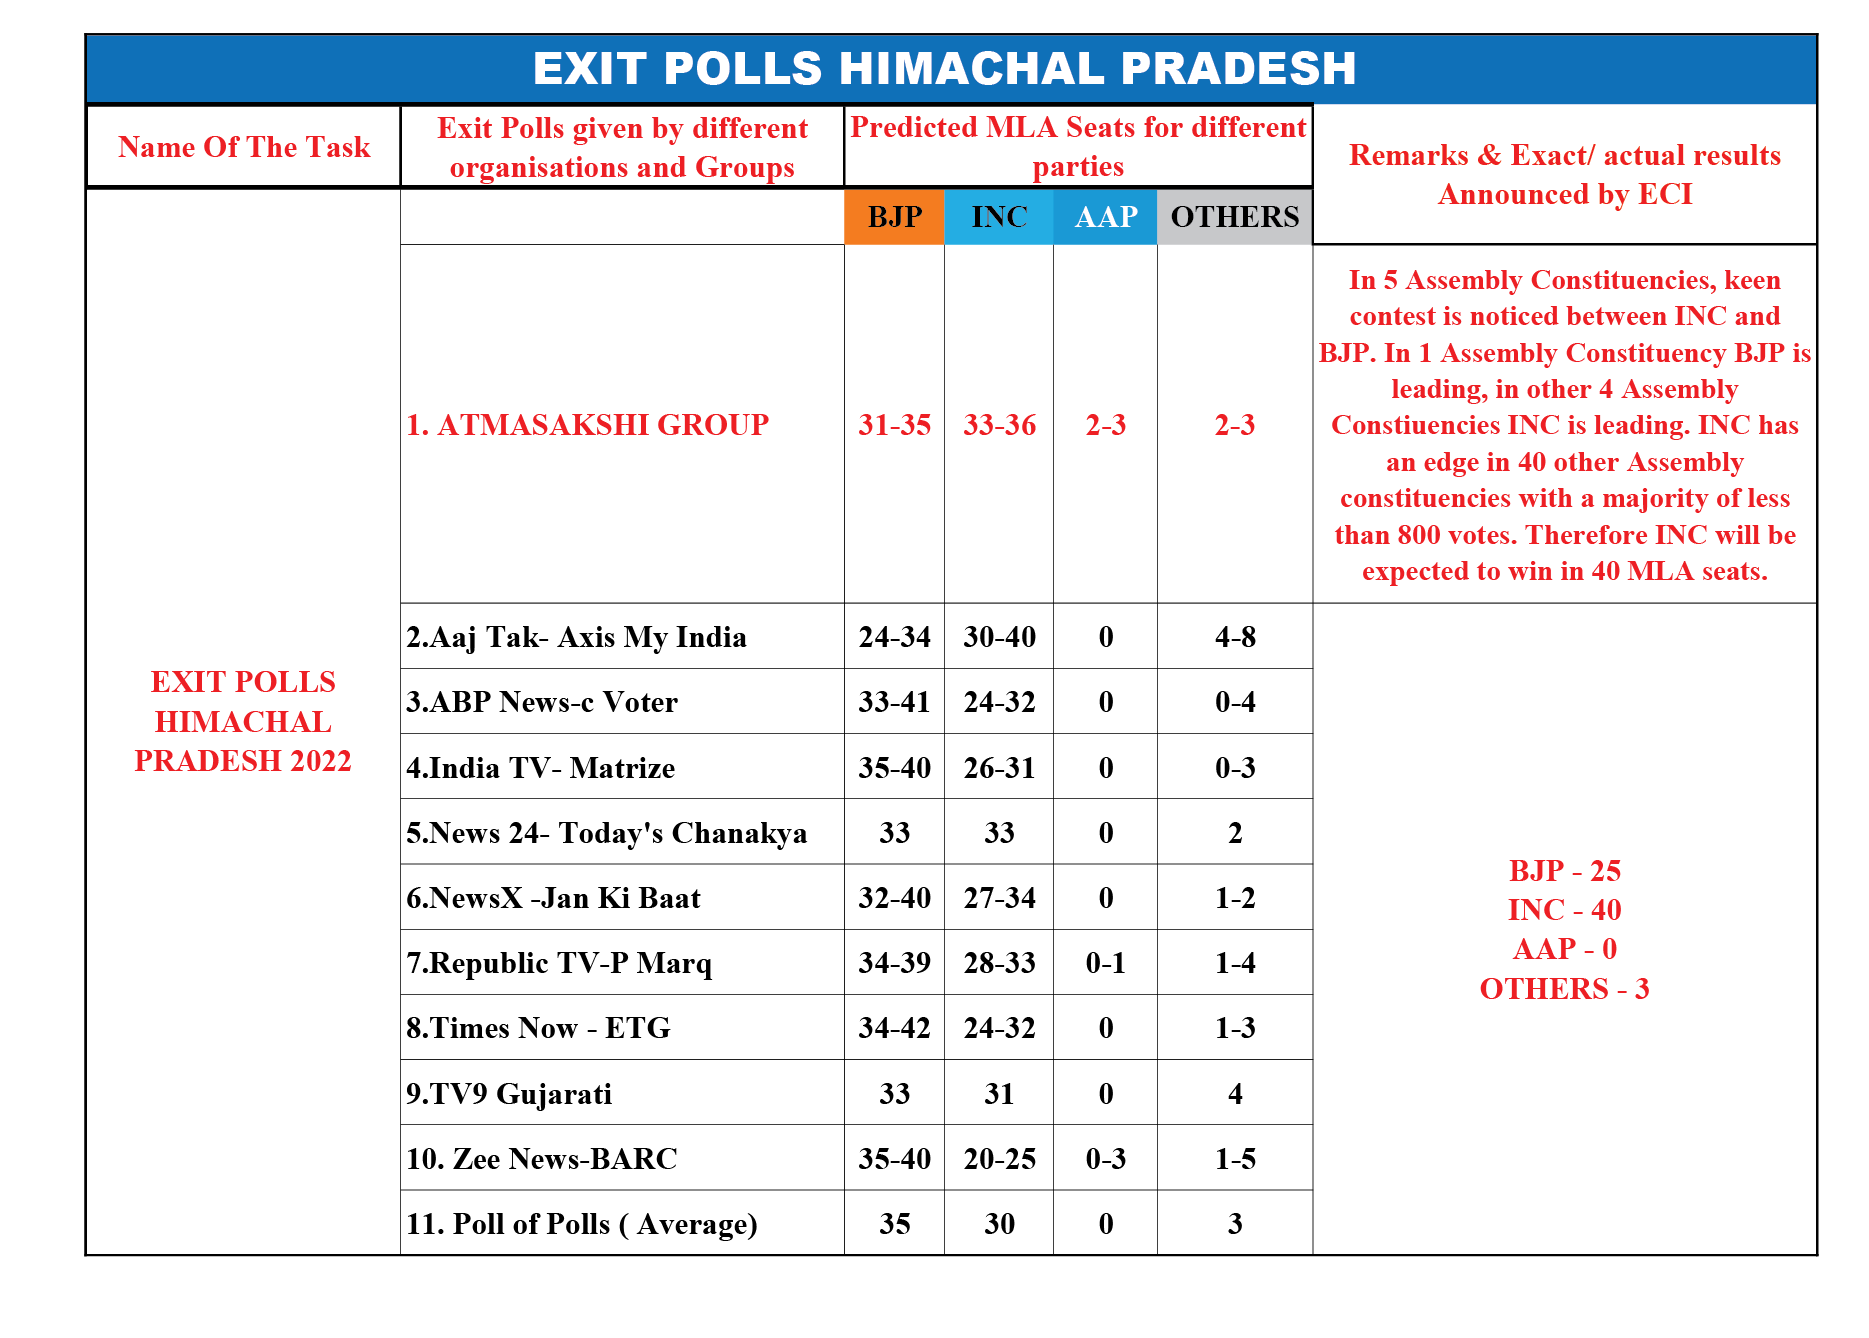 EXIT POLLS HIMACHAL PRADESH
Name Of The Task
Exit Polls given by different
organisations and Groups
Predicted MLA Seats for different
parties
Remarks & Exact/ actual results
Announced by ECI
BJP INC AAP OTHERS
EXIT POLLS
HIMACHAL
PRADESH 2022
1. ATMASAKSHI GROUP 31-35 33-36 2-3 2-3
In 5 Assembly Constituencies, keen
contest is noticed between INC and
BJP. In 1 Assembly Constituency BJP is
leading, in other 4 Assembly
Constiuencies INC is leading. INC has
an edge in 40 other Assembly
constituencies with a majority of less
than 800 votes. Therefore INC will be
expected to win in 40 MLA seats.
2.Aaj Tak- Axis My India 24-34 30-40 0 4-8
3.ABP News-c Voter 33-41 24-32 0 0-4
4.India TV- Matrize 35-40 26-31 0 0-3
5.News 24- Today's Chanakya 33 33 0 2
6.NewsX -Jan Ki Baat 32-40 27-34 0 1-2
7.Republic TV-P Marq 34-39 28-33 0-1 1-4
8.Times Now - ETG 34-42 24-32 0 1-3
9.TV9 Gujarati 33 31 0 4
10. Zee News-BARC 35-40 20-25 0-3 1-5
11. Poll of Polls ( Average) 35 30 0 3
BJP - 25
INC - 40
AAP - 0
OTHERS - 3